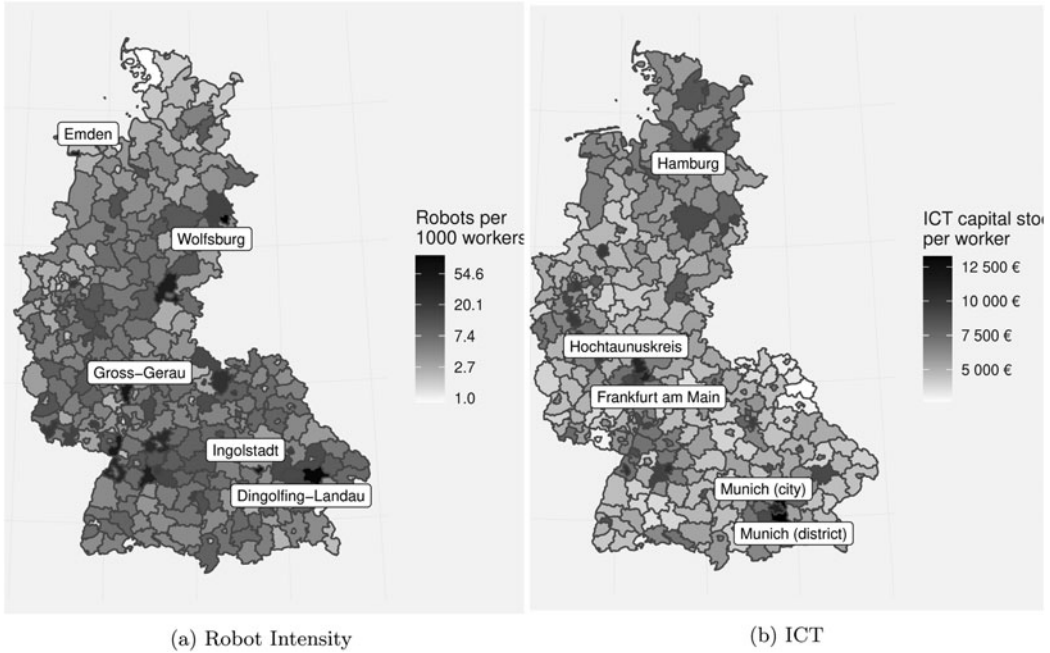 Emden
Wolfsburg
Gross-Gerau
Ingolstadt
Dingolfing-Landau
Robots per
1000 workers
54.6
20.1
7.4
2.7
1.0
(a) Robot Intensity
Hamburg
Hochtaunuskreis
Frankfurt am Main
Munich (city)
Munich (district)
ICT capital sto
per worker
12 500 €
10 000 €
7 500 €
5 000 €
(b) ICT